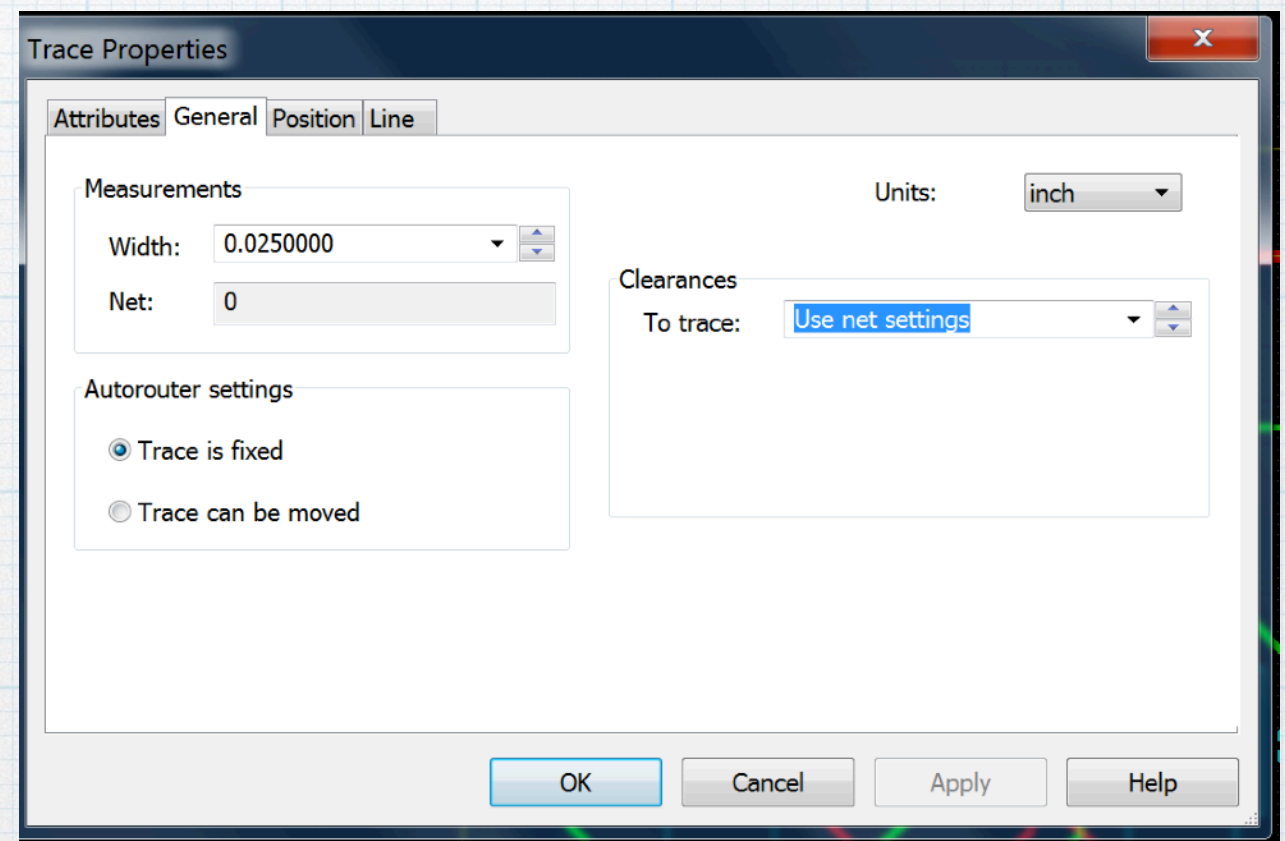 Trace Properties
x
Attributes General Position Line
Measurements
Width: 0.0250000
Net: 0
Units: inch
Clearances
To trace: Use net settings
Autorouter settings
Trace is fixed
Trace can be moved
OK Cancel Apply Help